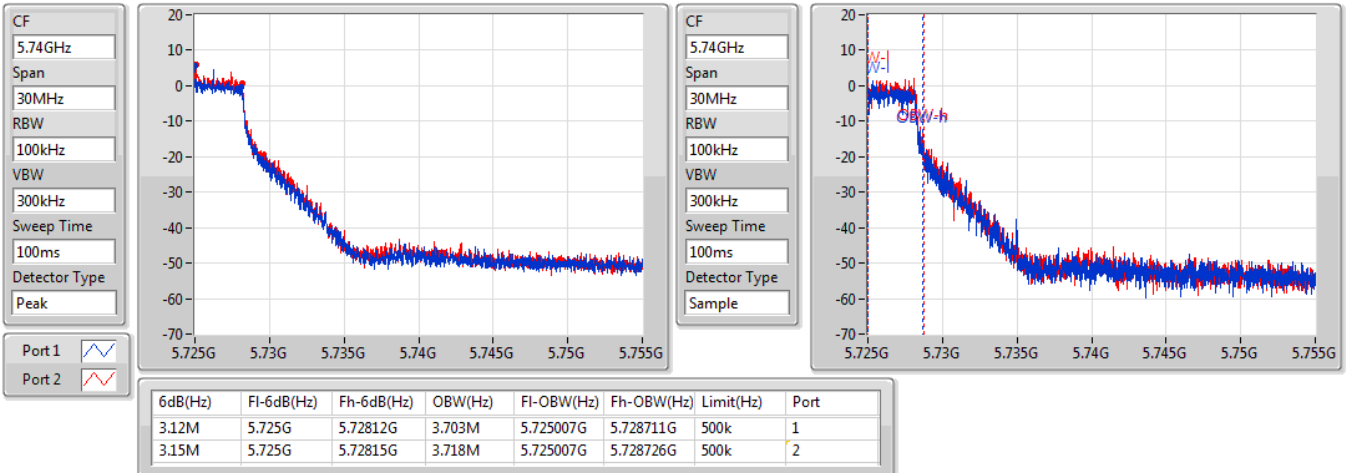 CF
5.74GHz
Span
30MHz
RBW
100kHz
VBW
300kHz
Sweep Time
100ms
Detector Type
Peak
Port 1
Port 2
20
10
0
-10
-20
-30
-40
-50
-60
-70
5.725G 5.73G 5.735G 5.74G 5.745G 5.75G 5.755G
CF
5.74GHz
Span
30MHz
RBW
100kHz
VBW
300kHz
Sweep Time
100ms
Detector Type
Sample
20
10
0
-10
-20
-30
-40
-50
-60
-70
W-l
W-l
OBW-h
5.725G 5.73G 5.735G 5.74G 5.745G 5.75G 5.755G
6dB(Hz) Fl-6dB(Hz) Fh-6dB(Hz) OBW(Hz) Fl-OBW(Hz) Fh-OBW(Hz) Limit(Hz) Port
3.12M 5.725G 5.72812G 3.703M 5.725007G 5.728711G 500k 1
3.15M 5.725G 5.72815G 3.718M 5.725007G 5.728726G 500k 2